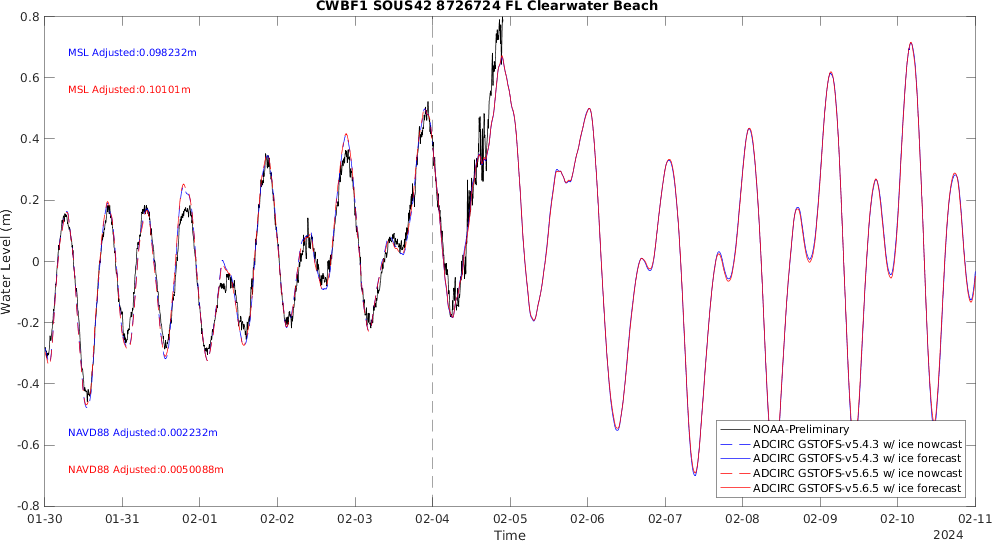 CWBF1 SOUS42 8726724 FL Clearwater Beach
0.8
0.6
0.4
0.2
0
-0.2
-0.4
-0.6
-0.8
Water Level (m)
MSL Adjusted:0.098232m
MSL Adjusted:0.10101m
NAVD88 Adjusted:0.002232m
NAVD88 Adjusted:0.0050088m
NOAA-Preliminary
ADCIRC GSTOFS-v5.4.3 w/ ice nowcast
ADCIRC GSTOFS-v5.4.3 w/ ice forecast
ADCIRC GSTOFS-v5.6.5 w/ ice nowcast
ADCIRC GSTOFS-v5.6.5 w/ ice forecast
01-30 01-31 02-01 02-02 02-03 02-04 02-05 02-06 02-07 02-08 02-09 02-10 02-11
Time
2024